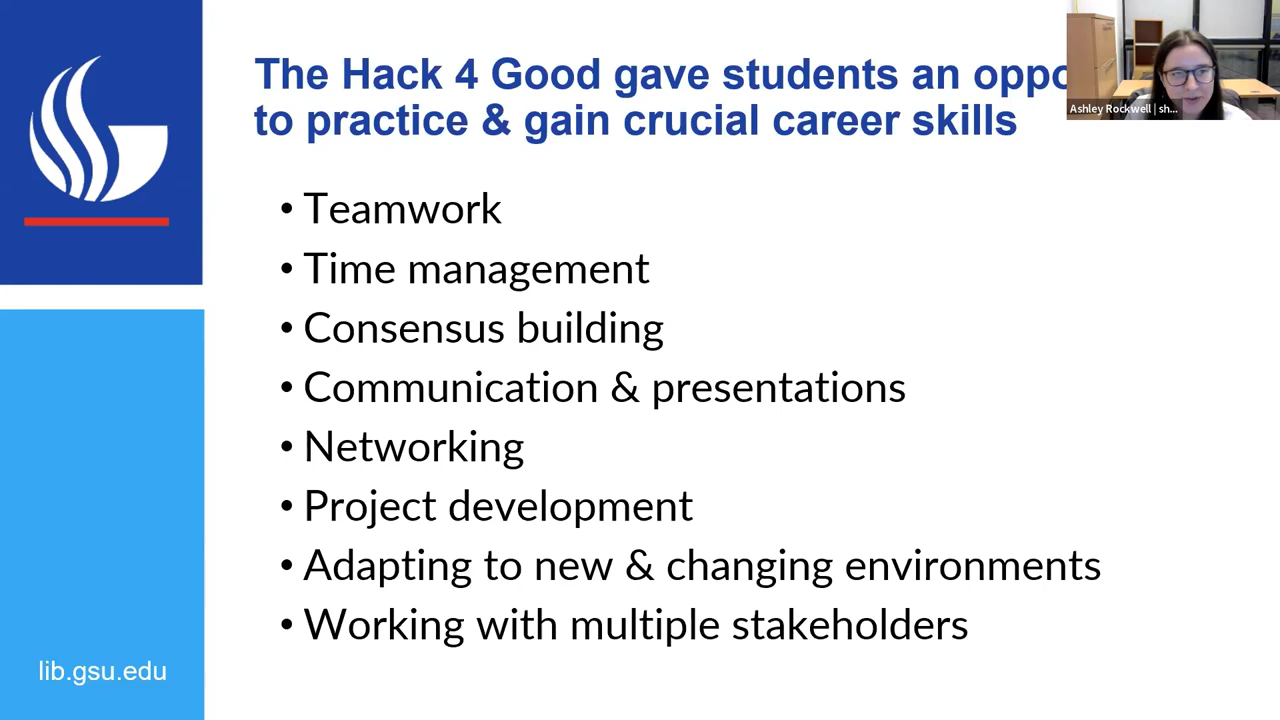 The Hack 4 Good gave students an oppo
to practice & gain crucial career skills
Ashley Rockwell | sh...
• Teamwork
• Time management
• Consensus building
• Communication & presentations
• Networking
• Project development
• Adapting to new & changing environments
• Working with multiple stakeholders
lib.gsu.edu